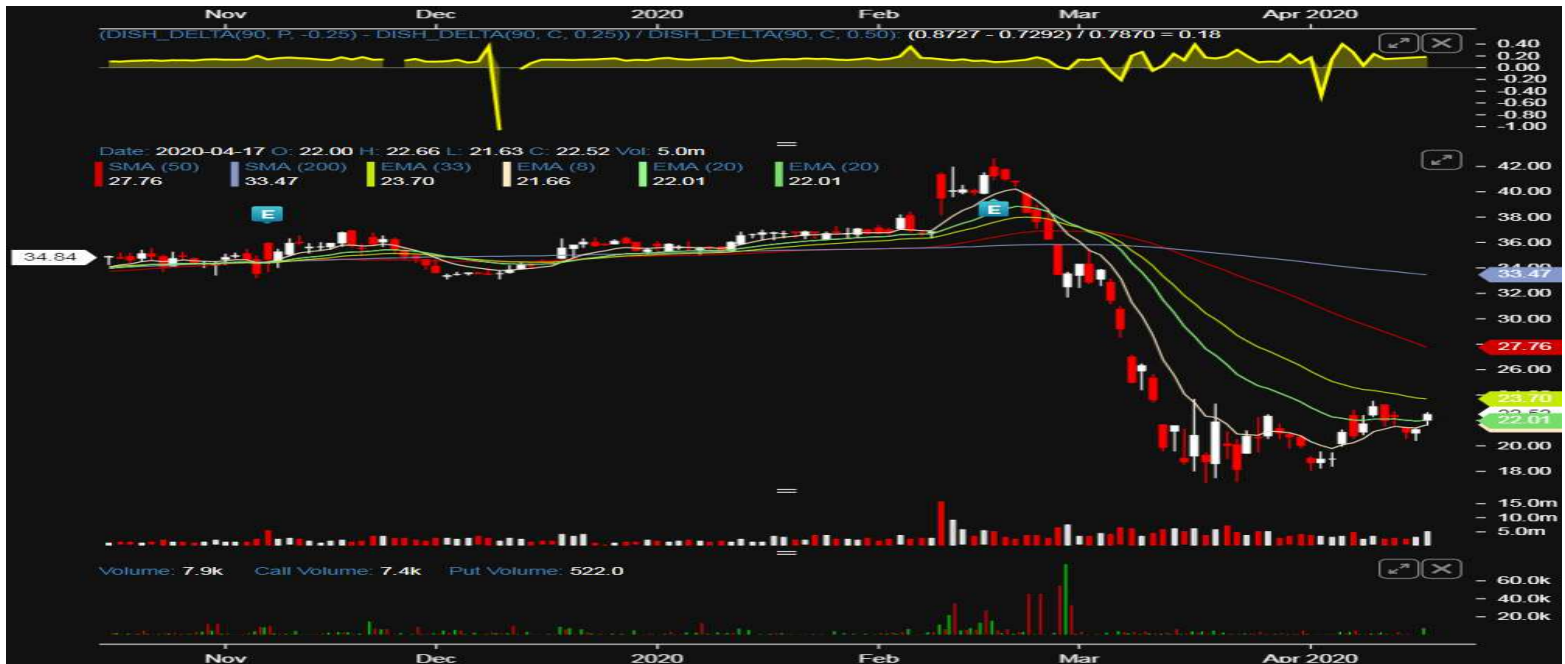 Nov Dec 2020 Feb Mar Apr 2020
(DISH_DELTA(90, P, -0.25) - DISH_DELTA(90, C, 0.25)) / DISH_DELTA(90, C, 0.50): (0.8727 - 0.7292) / 0.7870 = 0.18
0.40
0.20
0.00
-0.20
-0.40
-0.60
-0.80
-1.00
Date: 2020-04-17 O: 22.00 H: 22.66 L: 21.63 C: 22.52 Vol: 5.0m
SMA (50) SMA (200) EMA (33) EMA (8) EMA (20) EMA (20)
27.76 33.47 23.70 21.66 22.01 22.01
42.00
40.00
E E
38.00
36.00
34.84
34.00
33.47
32.00
30.00
27.76
26.00
23.70
22.52
22.01
20.00
18.00
15.0m
10.0m
5.0m
Volume: 7.9k Call Volume: 7.4k Put Volume: 522.0
60.0k
40.0k
20.0k
Nov Dec 2020 Feb Mar Apr 2020